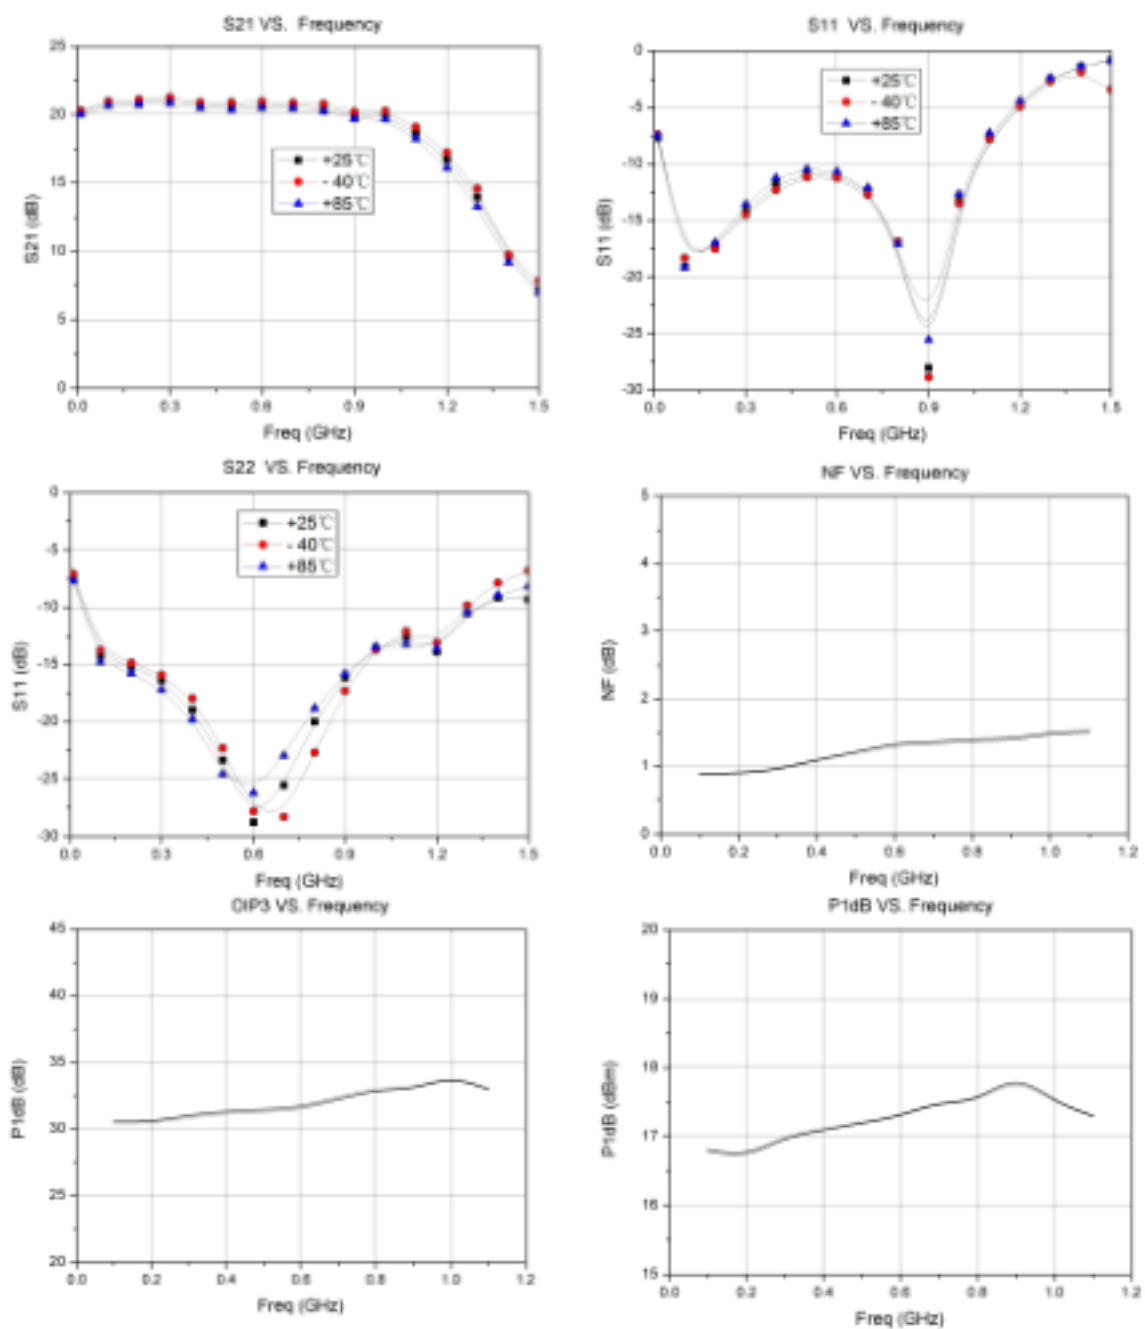 S21 VS. Frequency
25
20
15
10
5
0
S21 (dB)
+25℃
- 40℃
+85℃
0.0 0.3 0.6 0.9 1.2 1.5
Freq (GHz)
S11 VS. Frequency
0
-5
-10
-15
-20
-25
-30
S11 (dB)
+25℃
- 40℃
+85℃
0.0 0.3 0.6 0.9 1.2 1.5
Freq (GHz)
S22 VS. Frequency
0
-5
-10
-15
-20
-25
-30
S11 (dB)
+25℃
- 40℃
+85℃
0.0 0.3 0.6 0.9 1.2 1.5
Freq (GHz)
NF VS. Frequency
5
4
3
2
1
0
NF (dB)
0.0 0.2 0.4 0.6 0.8 1.0 1.2
Freq (GHz)
OIP3 VS. Frequency
45
40
35
30
25
20
P1dB (dB)
0.0 0.2 0.4 0.6 0.8 1.0 1.2
Freq (GHz)
P1dB VS. Frequency
20
19
18
17
16
15
P1dB (dBm)
0.0 0.2 0.4 0.6 0.8 1.0 1.2
Freq (GHz)